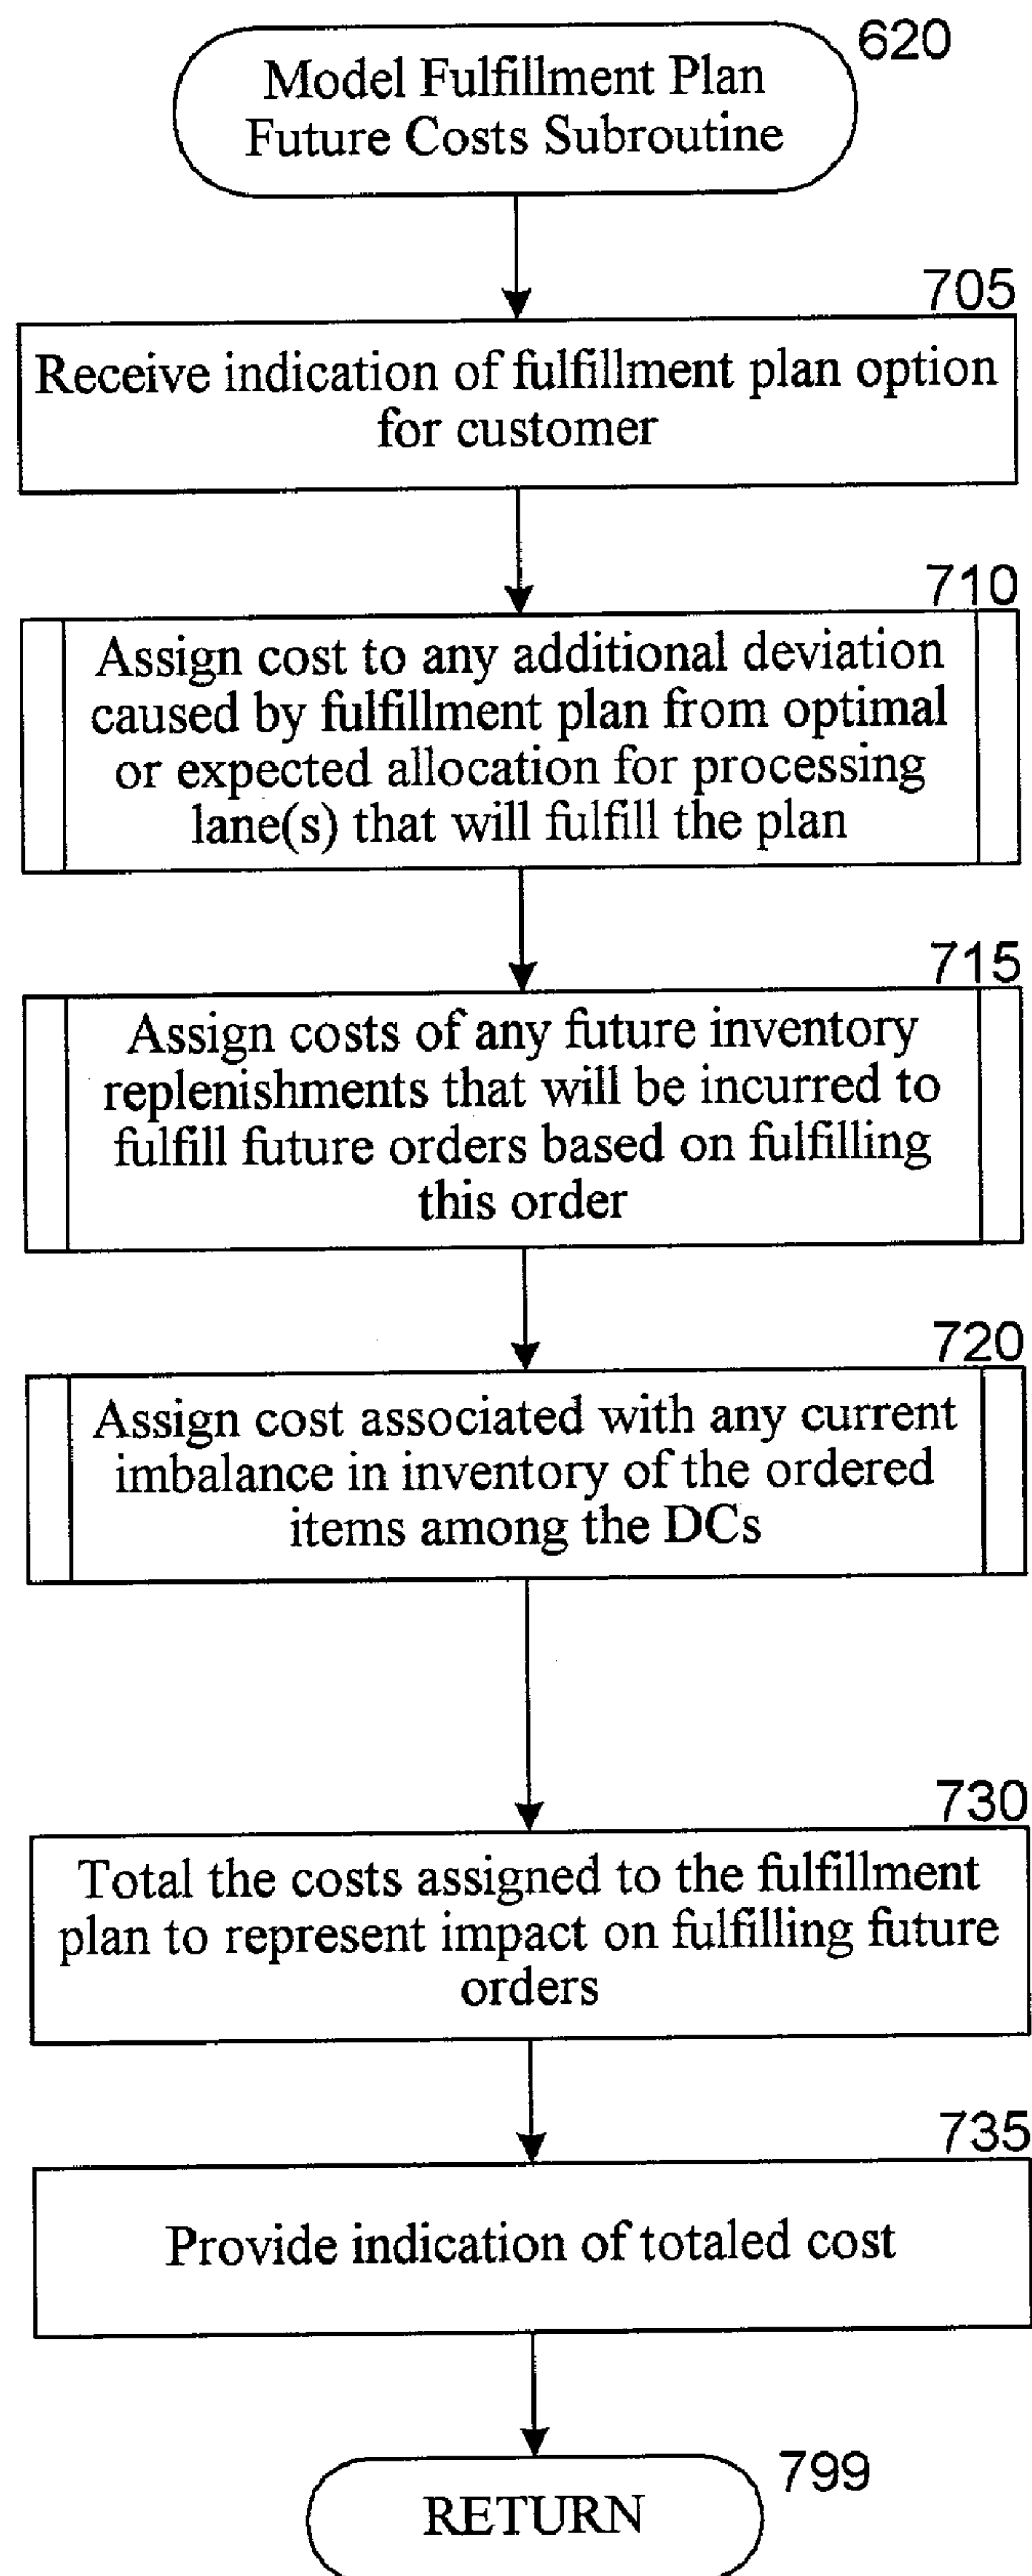 620
Model Fulfillment Plan
Future Costs Subroutine
705
Receive indication of fulfillment plan option
for customer
710
Assign cost to any additional deviation
caused by fulfillment plan from optimal
or expected allocation for processing
lane(s) that will fulfill the plan
715
Assign costs of any future inventory
replenishments that will be incurred to
fulfill future orders based on fulfilling
this order
720
Assign cost associated with any current
imbalance in inventory of the ordered
items among the DCs
730
Total the costs assigned to the fulfillment
plan to represent impact on fulfilling future
orders
735
Provide indication of totaled cost
799
RETURN